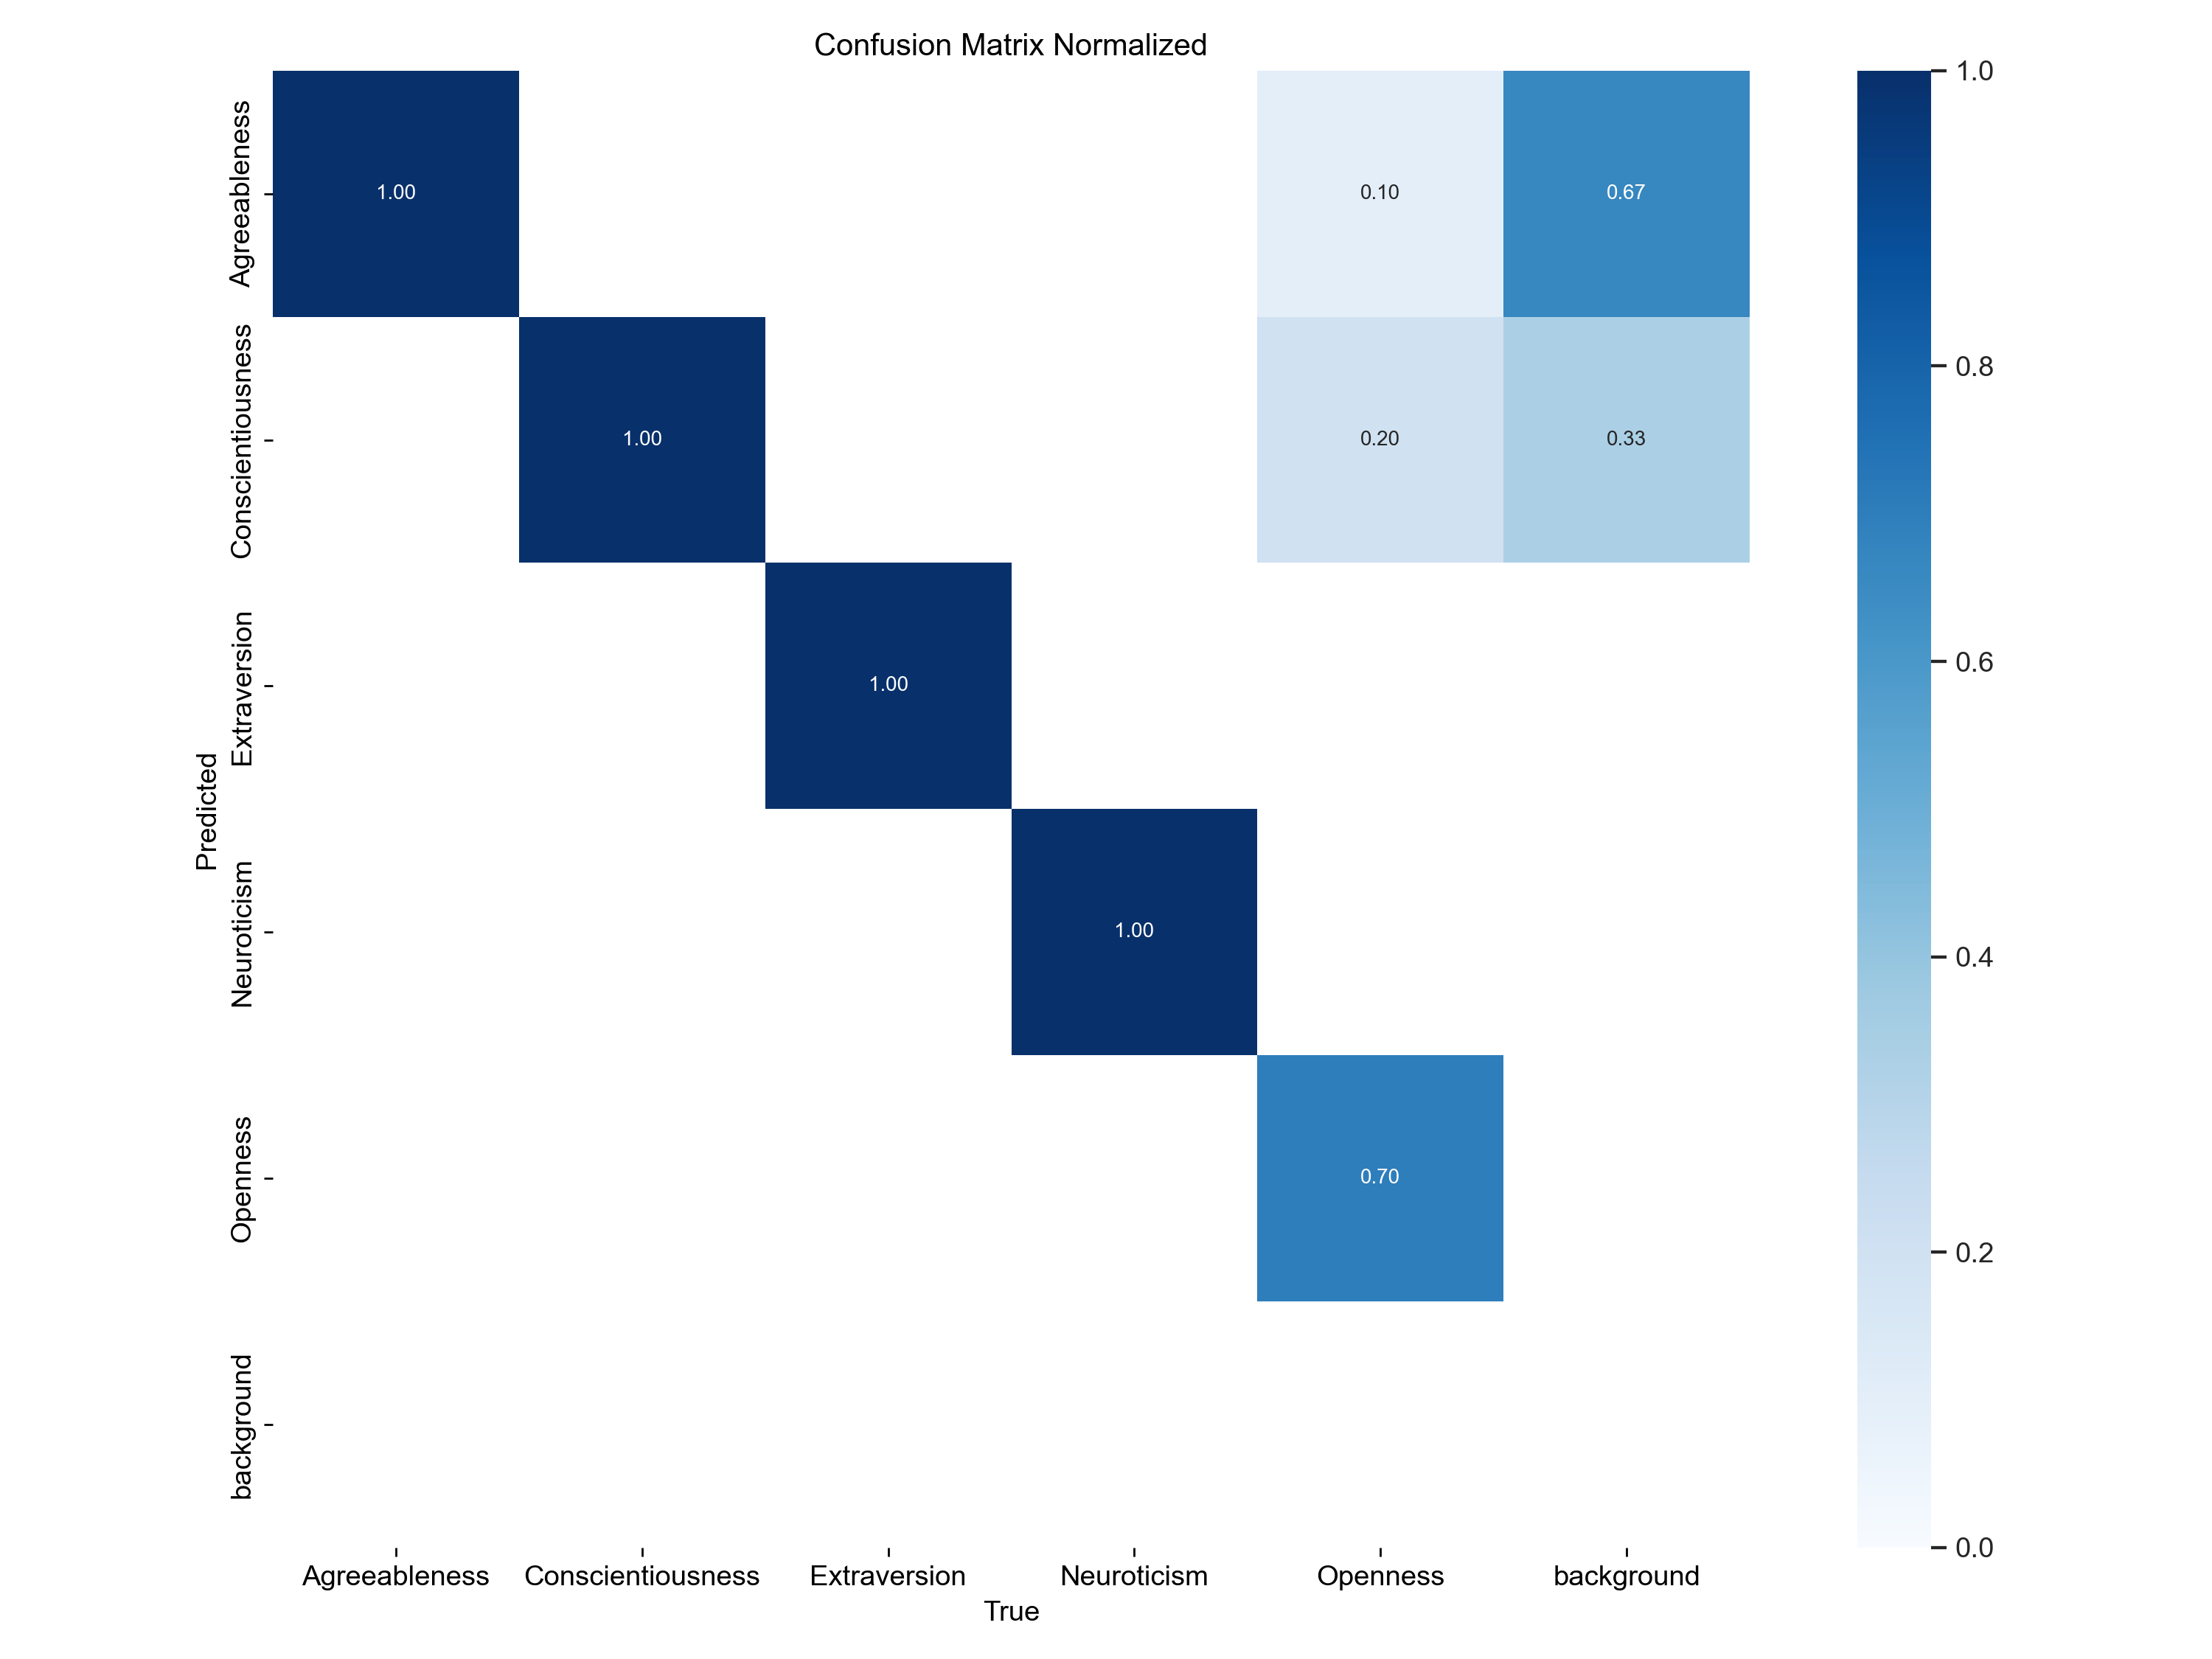 Confusion Matrix Normalized
Agreeableness
Conscientiousness
Extraversion
Neuroticism
Openness
background
Predicted
1.00
0.10
0.67
1.00
0.20
0.33
1.00
1.00
0.70
1.0
0.8
0.6
0.4
0.2
0.0
Agreeableness
Conscientiousness
Extraversion
Neuroticism
Openness
background
True